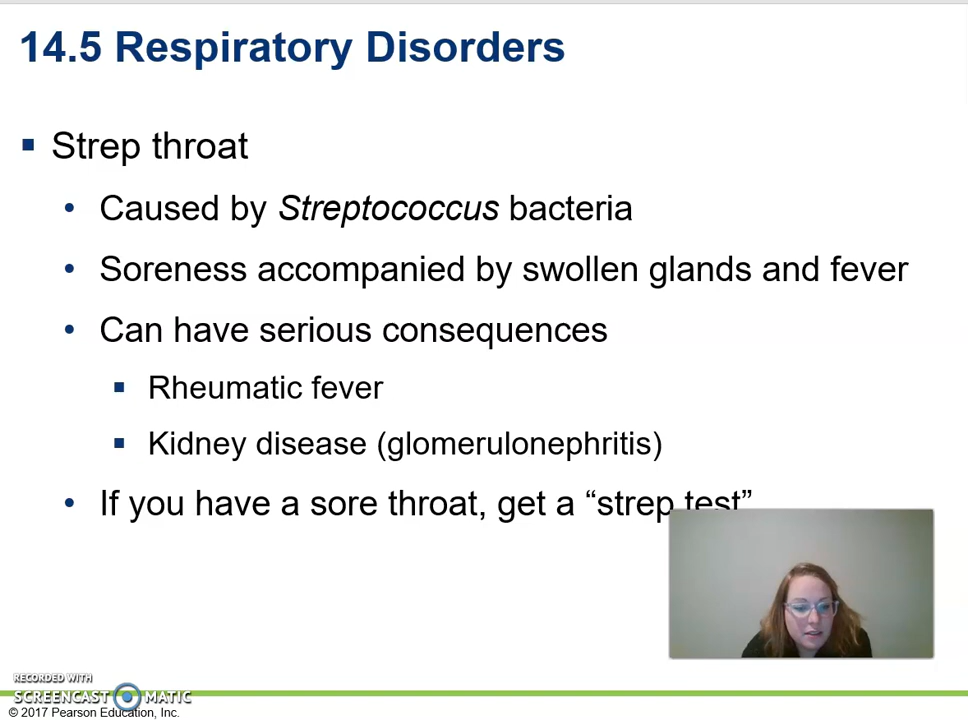 14.5 Respiratory Disorders
Strep throat
Caused by Streptococcus bacteria
Soreness accompanied by swollen glands and fever
Can have serious consequences
Rheumatic fever
Kidney disease (glomerulonephritis)
If you have a sore throat, get a “strep test”
RECORDED WITH
SCREENCAST MATIC
© 2017 Pearson Education, Inc.